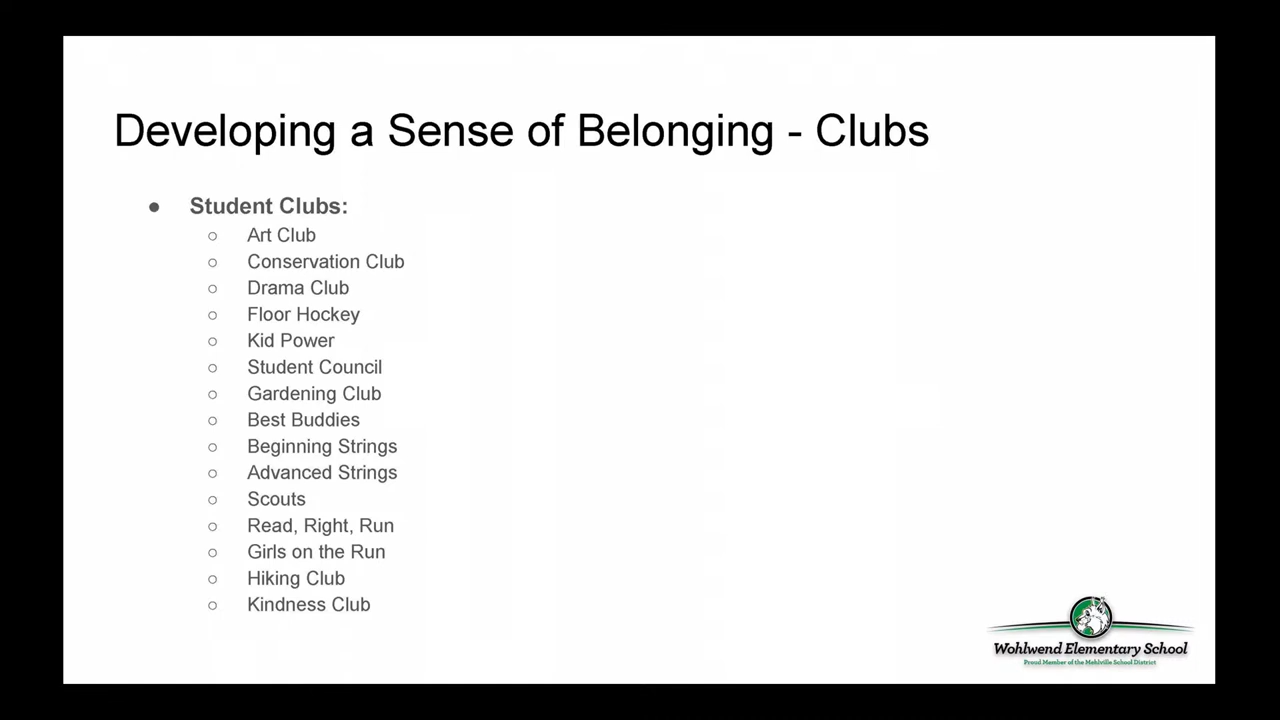 Developing a Sense of Belonging - Clubs
● Student Clubs:
○ Art Club
○ Conservation Club
○ Drama Club
○ Floor Hockey
○ Kid Power
○ Student Council
○ Gardening Club
○ Best Buddies
○ Beginning Strings
○ Advanced Strings
○ Scouts
○ Read, Right, Run
○ Girls on the Run
○ Hiking Club
○ Kindness Club
Wohlwend Elementary School
Proud Member of the Mehlville School District